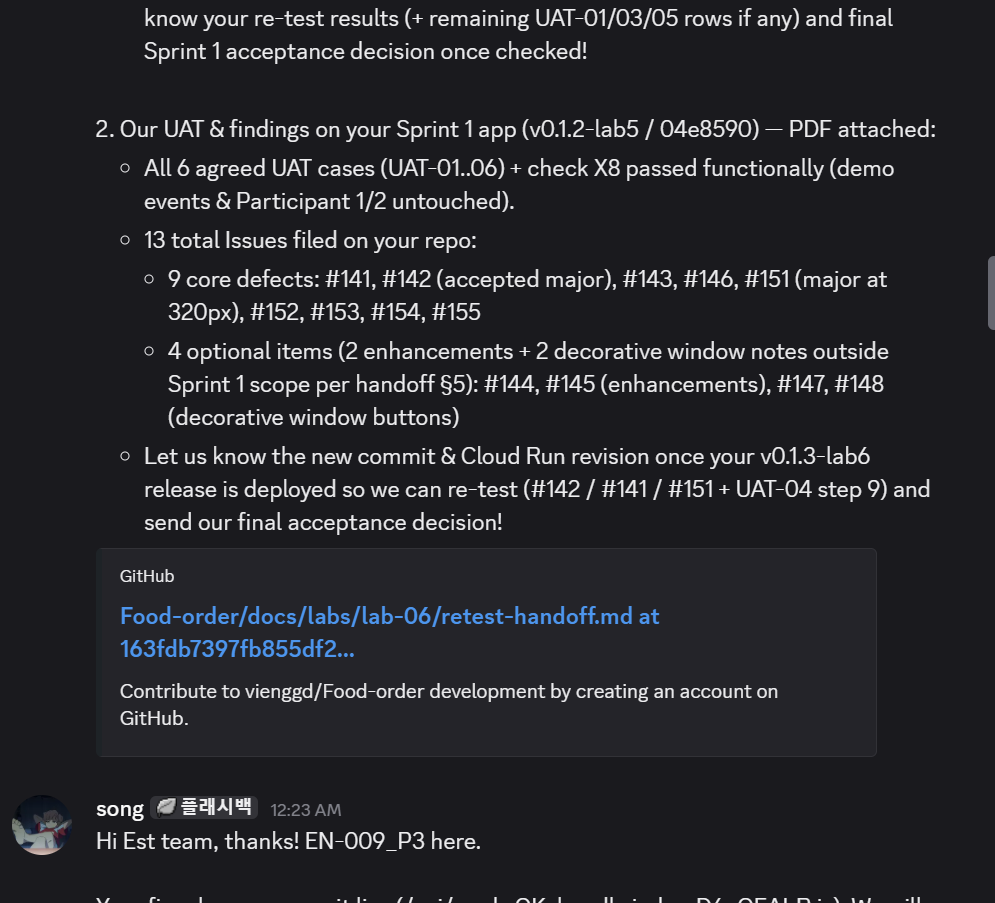 know your re-test results (+ remaining UAT-01/03/05 rows if any) and final
Sprint 1 acceptance decision once checked!
2. Our UAT & findings on your Sprint 1 app (v0.1.2-lab5 / 04e8590) — PDF attached:
All 6 agreed UAT cases (UAT-01..06) + check X8 passed functionally (demo
events & Participant 1/2 untouched).
13 total Issues filed on your repo:
9 core defects: #141, #142 (accepted major), #143, #146, #151 (major at
320px), #152, #153, #154, #155
4 optional items (2 enhancements + 2 decorative window notes outside
Sprint 1 scope per handoff §5): #144, #145 (enhancements), #147, #148
(decorative window buttons)
Let us know the new commit & Cloud Run revision once your v0.1.3-lab6
release is deployed so we can re-test (#142 / #141 / #151 + UAT-04 step 9) and
send our final acceptance decision!
GitHub
Food-order/docs/labs/lab-06/retest-handoff.md at
163fdb7397fb855df2...
Contribute to vienggd/Food-order development by creating an account on
GitHub.
song 플래시백 12:23 AM
Hi Est team, thanks! EN-009_P3 here.